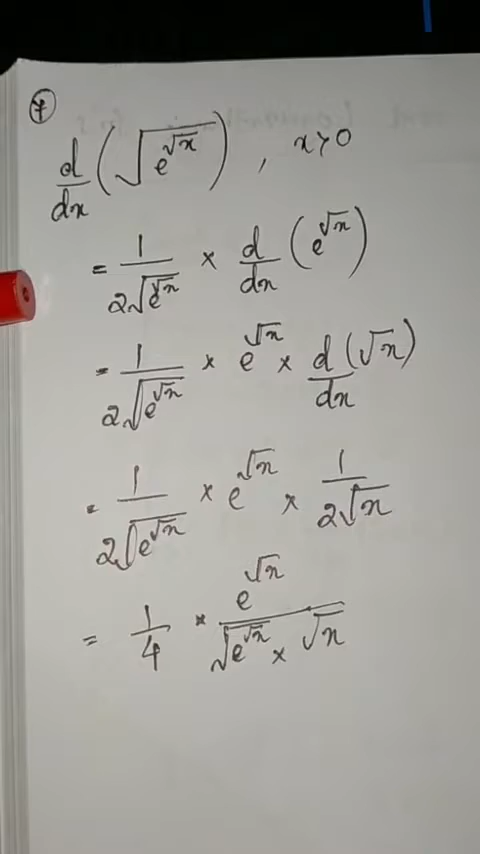 7
d/dx (√(e^√x)) , x>0
= 1/(2√(e^√x)) × d/dx (e^√x)
= 1/(2√(e^√x)) × e^√x × d/dx (√x)
= 1/(2√(e^√x)) × e^√x × 1/(2√x)
= 1/4 × e^√x/(√(e^√x) × √x)